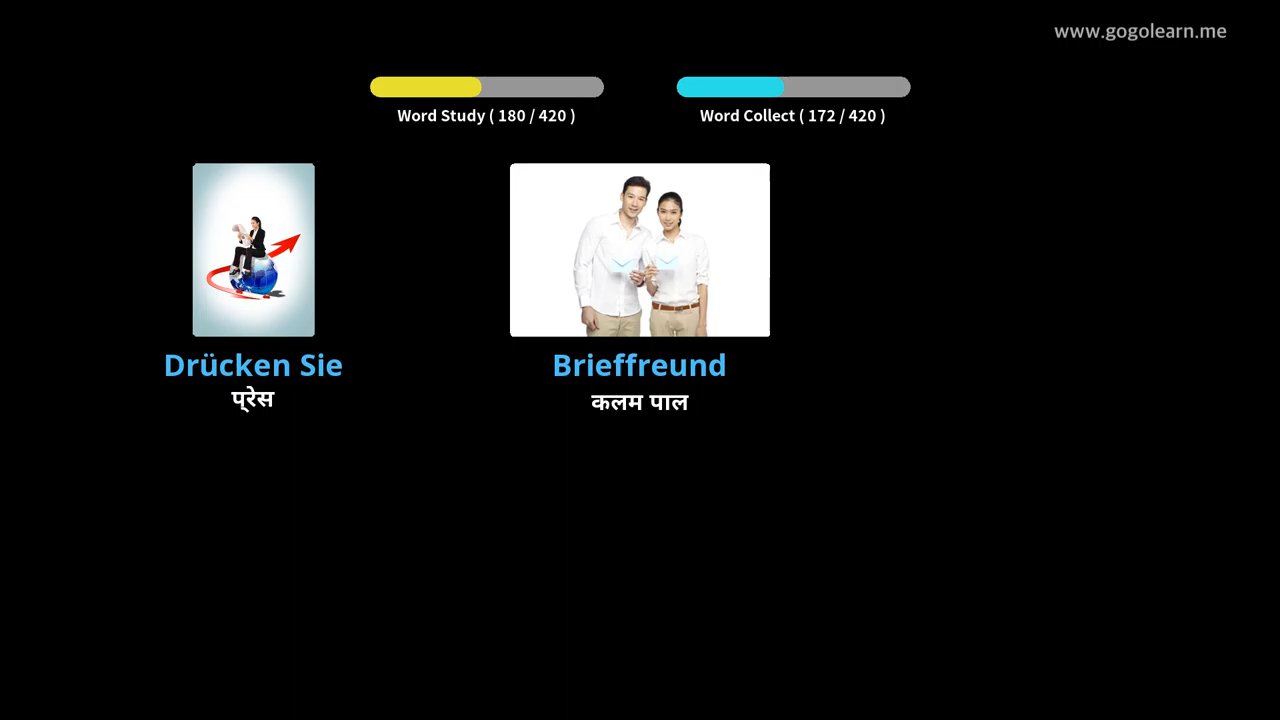 www.gogolearn.me
Word Study ( 180 / 420 )
Word Collect ( 172 / 420 )
Drücken Sie
प्रेस
Brieffreund
कलम पाल